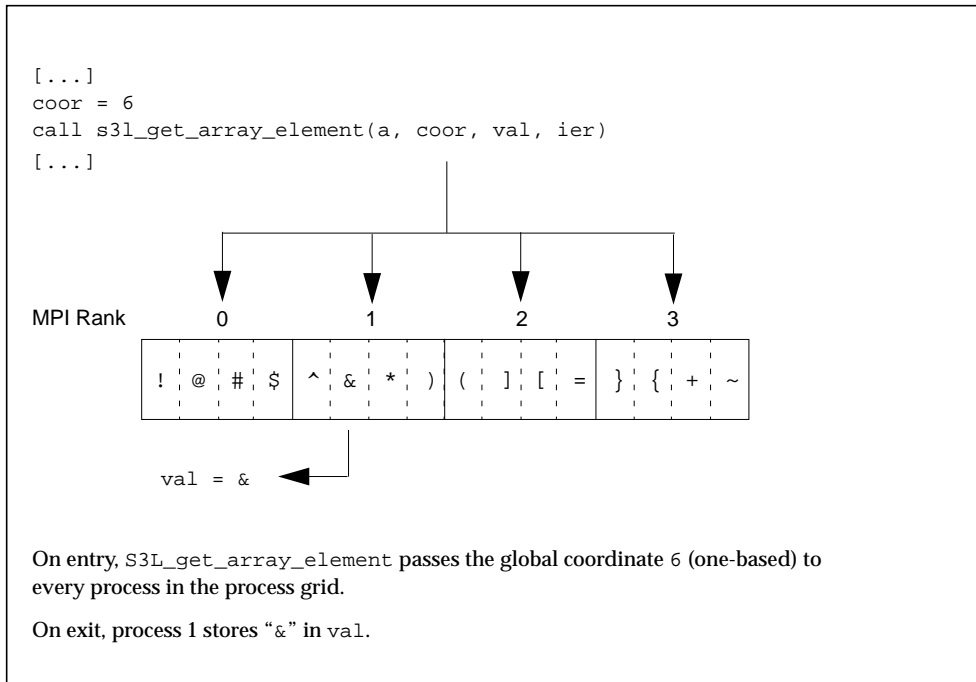 [...]
coor = 6
call s3l_get_array_element(a, coor, val, ier)
[...]
MPI Rank 0 1 2 3
! @ # $ ^ & * ) ( ] [ = } { + ~
val = &
On entry, S3L_get_array_element passes the global coordinate 6 (one-based) to
every process in the process grid.
On exit, process 1 stores “&” in val.